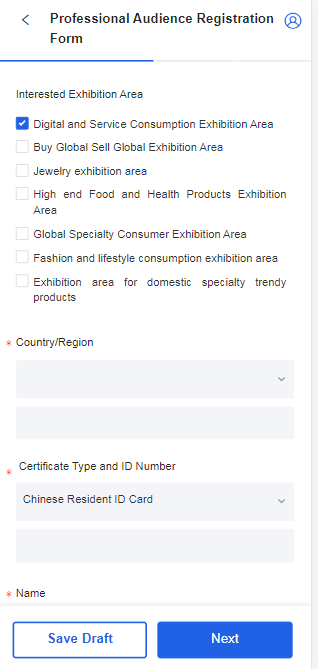 Professional Audience Registration
Form
Interested Exhibition Area
Digital and Service Consumption Exhibition Area
Buy Global Sell Global Exhibition Area
Jewelry exhibition area
High end Food and Health Products Exhibition
Area
Global Specialty Consumer Exhibition Area
Fashion and lifestyle consumption exhibition area
Exhibition area for domestic specialty trendy
products
* Country/Region
* Certificate Type and ID Number
Chinese Resident ID Card
* Name
Save Draft
Next